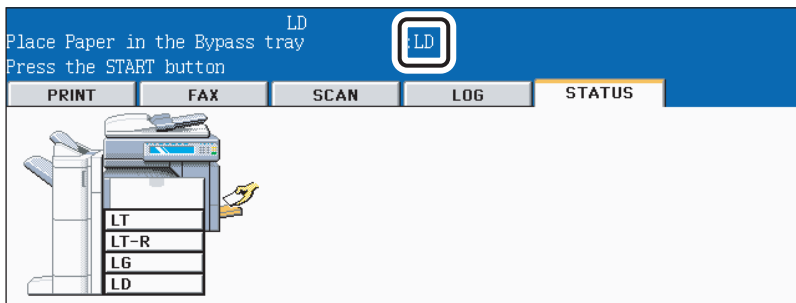 LD
Place Paper in the Bypass tray :LD
Press the START button
PRINT FAX SCAN LOG STATUS
LT
LT-R
LG
LD